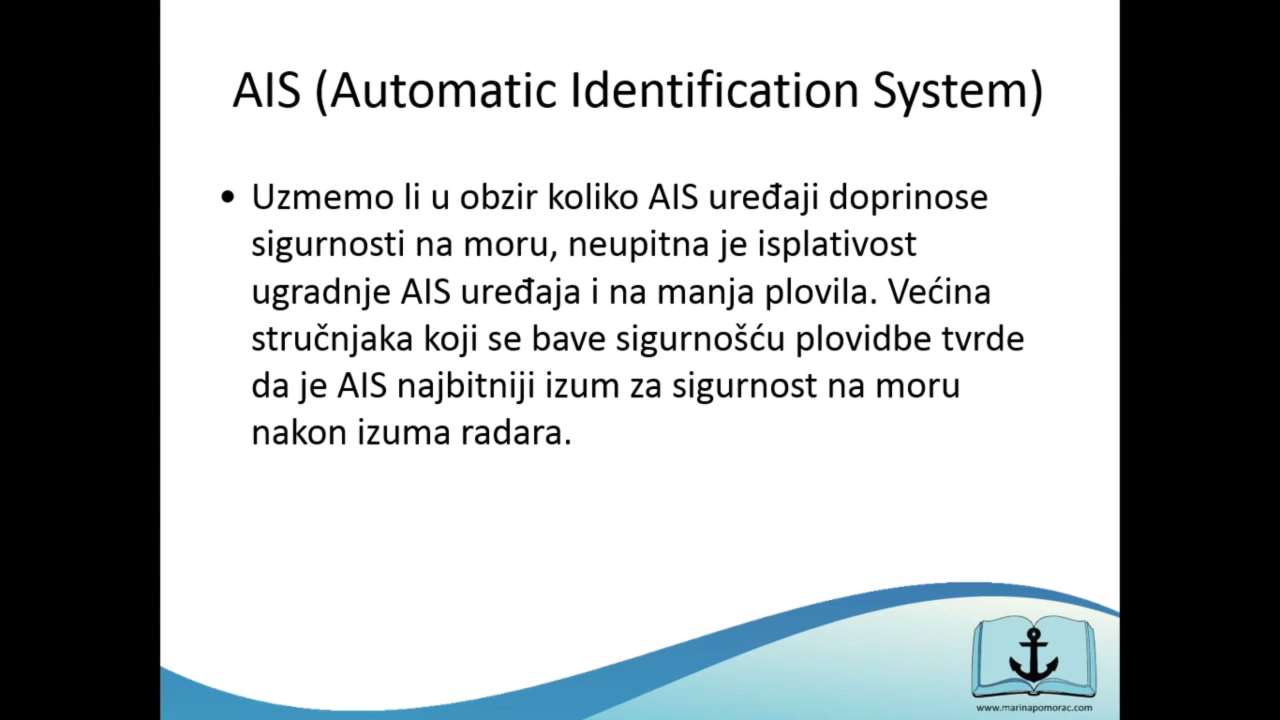 AIS (Automatic Identification System)
• Uzmemo li u obzir koliko AIS uređaji doprinose
sigurnosti na moru, neupitna je isplativost
ugradnje AIS uređaja i na manja plovila. Većina
stručnjaka koji se bave sigurnošću plovidbe tvrde
da je AIS najbitniji izum za sigurnost na moru
nakon izuma radara.
www.marinapomorac.com